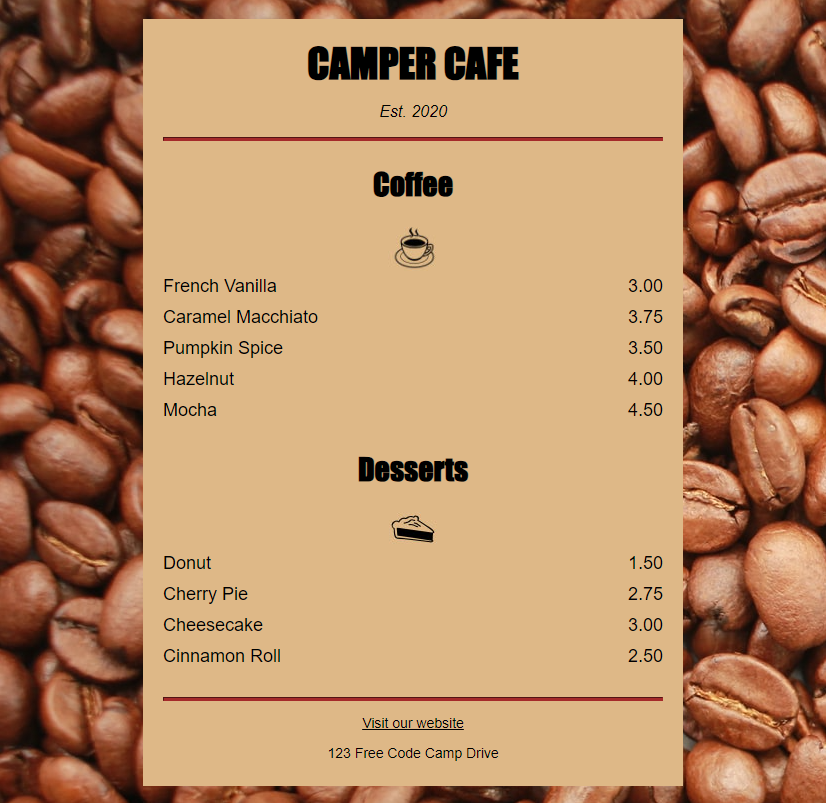 CAMPER CAFE
Est. 2020
Coffee
French Vanilla 3.00
Caramel Macchiato 3.75
Pumpkin Spice 3.50
Hazelnut 4.00
Mocha 4.50
Desserts
Donut 1.50
Cherry Pie 2.75
Cheesecake 3.00
Cinnamon Roll 2.50
Visit our website
123 Free Code Camp Drive